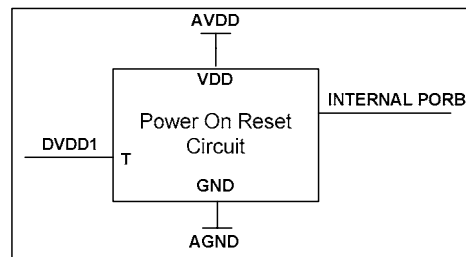 AVDD
VDD
INTERNAL PORB
Power On Reset
Circuit
DVDD1
T
GND
AGND